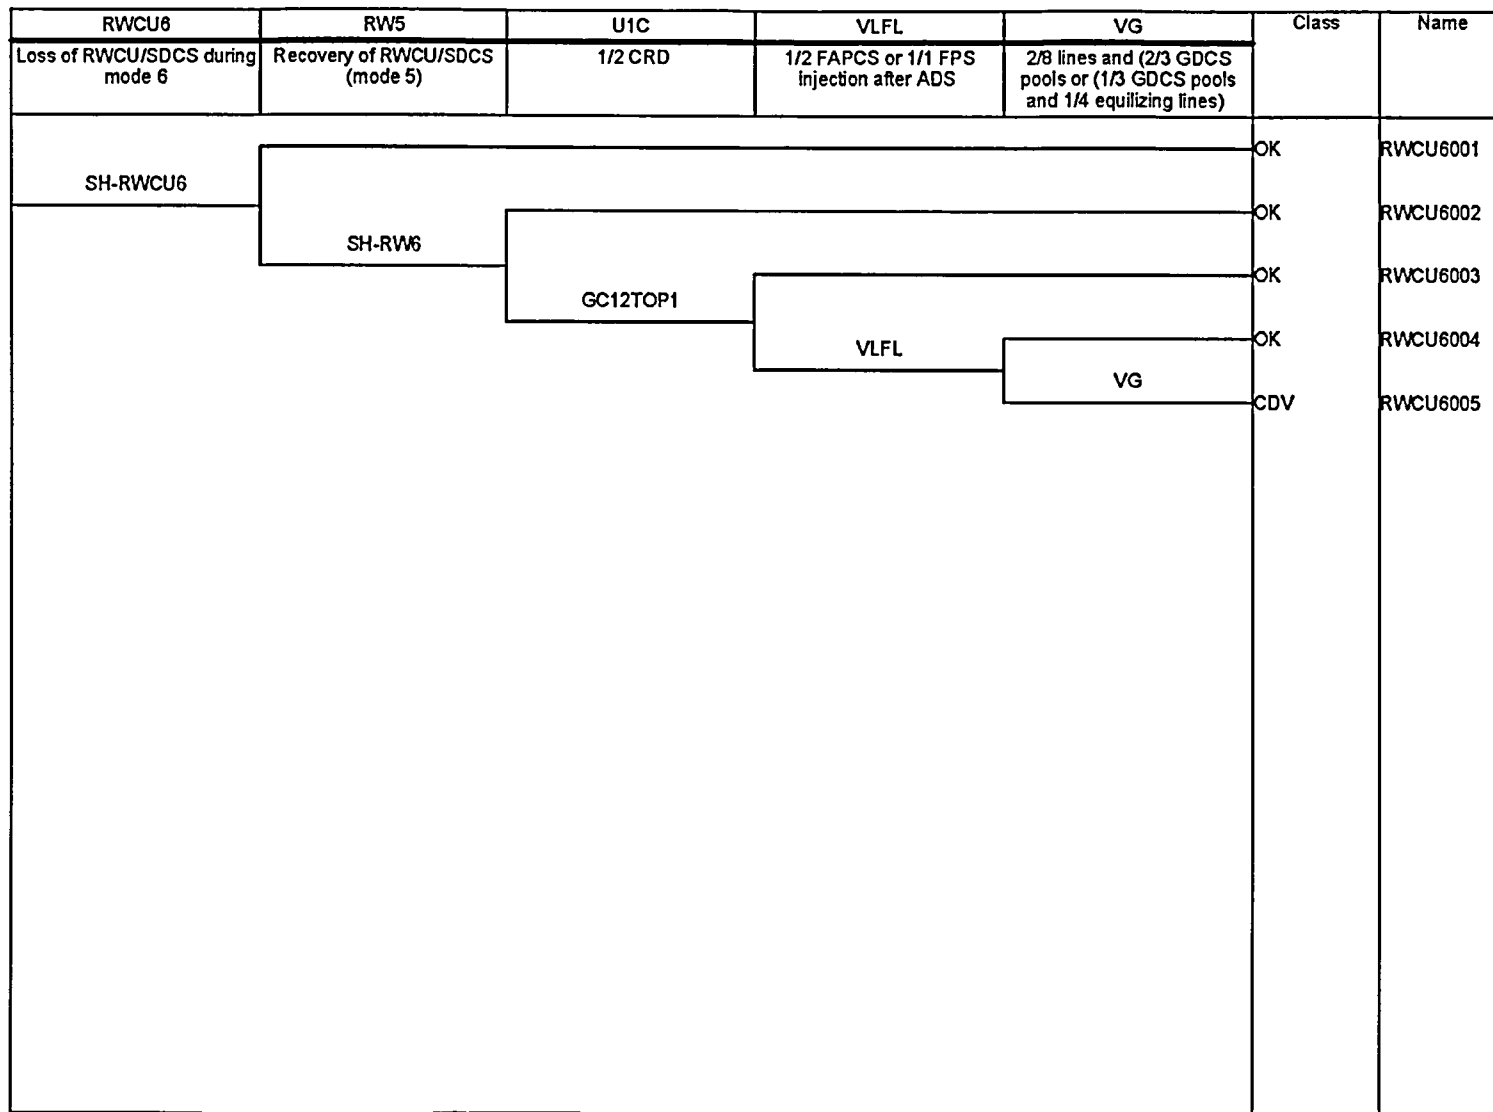 RWCU6 RW5 U1C VLFL VG Class Name
Loss of RWCU/SDCS during
mode 6
Recovery of RWCU/SDCS
(mode 5)
1/2 CRD
1/2 FAPCS or 1/1 FPS
injection after ADS
2/8 lines and (2/3 GDCS
pools or (1/3 GDCS pools
and 1/4 equilizing lines)
OK RWCU6001
SH-RWCU6
OK RWCU6002
SH-RW6
OK RWCU6003
GC12TOP1
OK RWCU6004
VLFL
VG
CDV RWCU6005